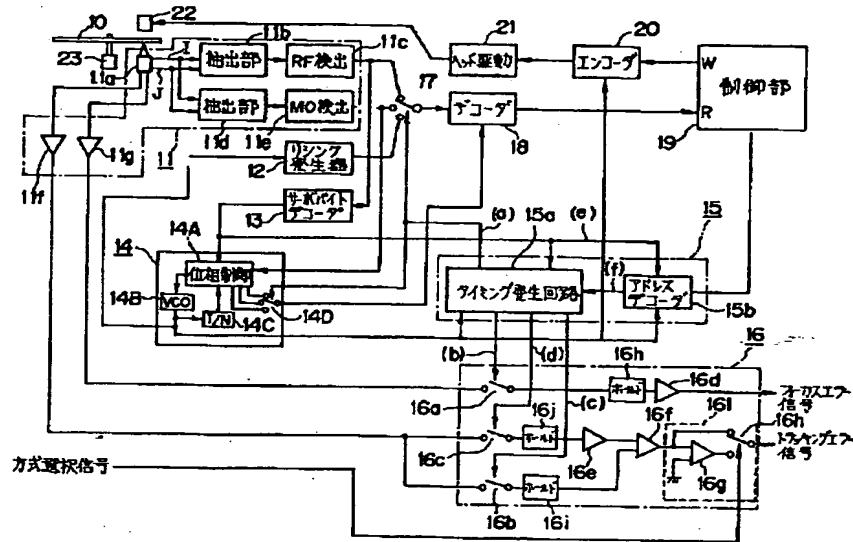 22
10
23
11a
I
J
11b
抽出部
11c
RF検出
抽出部
11d
MO検出
11e
11
11f
11g
12
リシンク
発生器
13
サーボバイト
デコーダ
17
デコーダ
18
21
ヘッド駆動
20
エンコーダ
W
R
制御部
19
14
14A
位相制御
14B
VCO
1/N
14C
14D
(a)
15a
(e)
15
タイミング発生回路
(f)
アドレス
デコーダ
15b
(b)
(d)
(c)
16
16a
16h
ホールド
16d
フォーカスエラー
信号
16c
16j
ホールド
16e
16f
16l
16h
トラッキングエラー
信号
16g
方式選択信号
16b
ホールド
16i